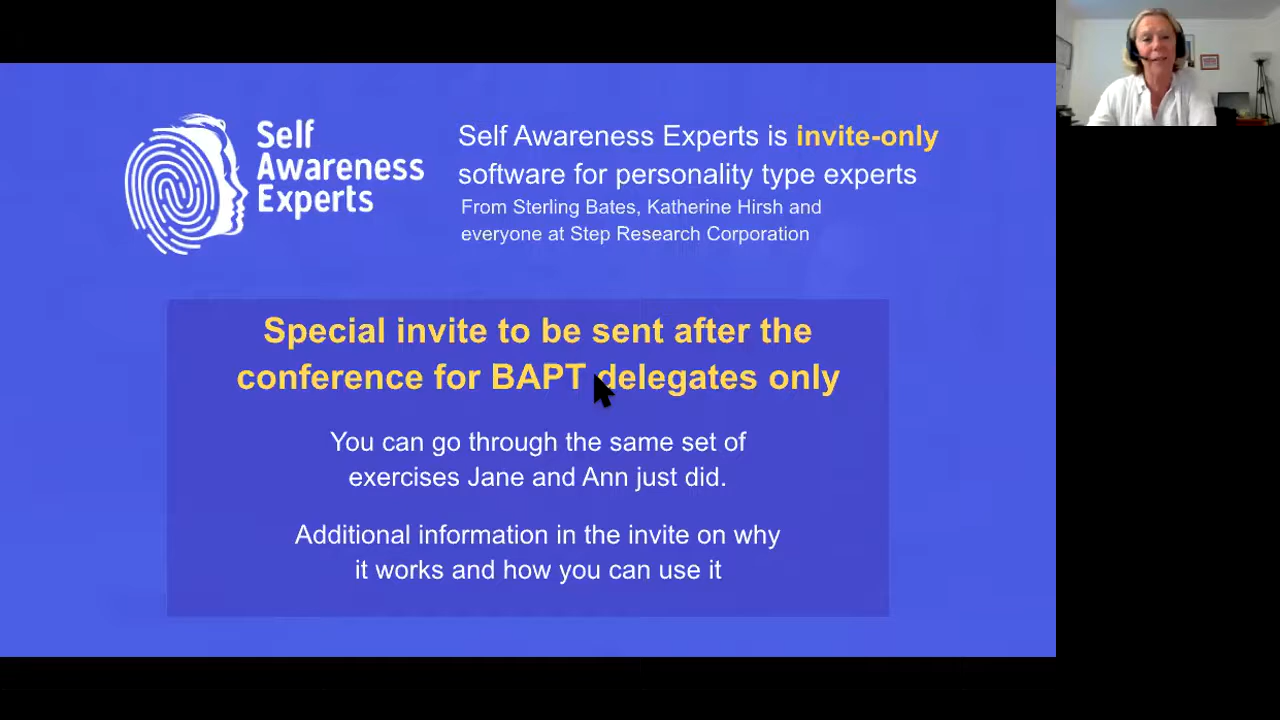 Self
Awareness
Experts
Self Awareness Experts is invite-only
software for personality type experts
From Sterling Bates, Katherine Hirsh and
everyone at Step Research Corporation
Special invite to be sent after the
conference for BAPT delegates only
You can go through the same set of
exercises Jane and Ann just did.
Additional information in the invite on why
it works and how you can use it